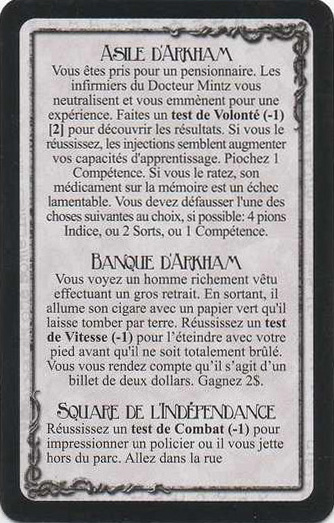 ASILE D'ARKHAM
Vous êtes pris pour un pensionnaire. Les
infirmiers du Docteur Mintz vous
neutralisent et vous emmènent pour une
expérience. Faites un test de Volonté (-1)
[2] pour découvrir les résultats. Si vous le
réussissez, les injections semblent augmenter
vos capacités d'apprentissage. Piochez 1
Compétence. Si vous le ratez, son
médicament sur la mémoire est un échec
lamentable. Vous devez défausser l'une des
choses suivantes au choix, si possible: 4 pions
Indice, ou 2 Sorts, ou 1 Compétence.
BANQUE D'ARKHAM
Vous voyez un homme richement vêtu
effectuant un gros retrait. En sortant, il
allume son cigare avec un papier vert qu'il
laisse tomber par terre. Réussissez un test
de Vitesse (-1) pour l'éteindre avec votre
pied avant qu'il ne soit totalement brûlé.
Vous vous rendez compte qu'il s'agit d'un
billet de deux dollars. Gagnez 2$.
SQUARE DE L'INDÉPENDANCE
Réussissez un test de Combat (-1) pour
impressionner un policier ou il vous jette
hors du parc. Allez dans la rue